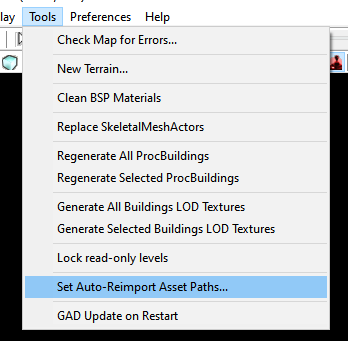 lay Tools Preferences Help
Check Map for Errors...
New Terrain...
Clean BSP Materials
Replace SkeletalMeshActors
Regenerate All ProcBuildings
Regenerate Selected ProcBuildings
Generate All Buildings LOD Textures
Generate Selected Buildings LOD Textures
Lock read-only levels
Set Auto-Reimport Asset Paths...
GAD Update on Restart